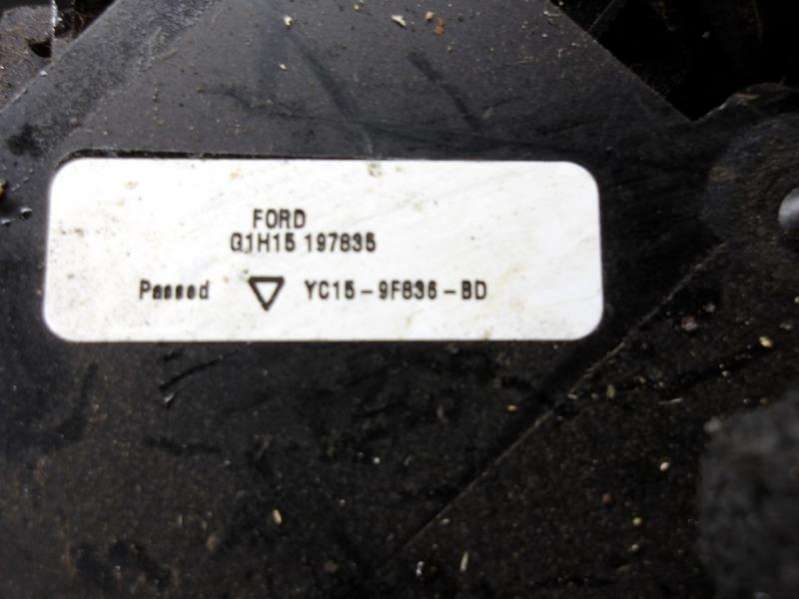 FORD
G1H15 197835
Passed ▽ YC15-9F836-BD